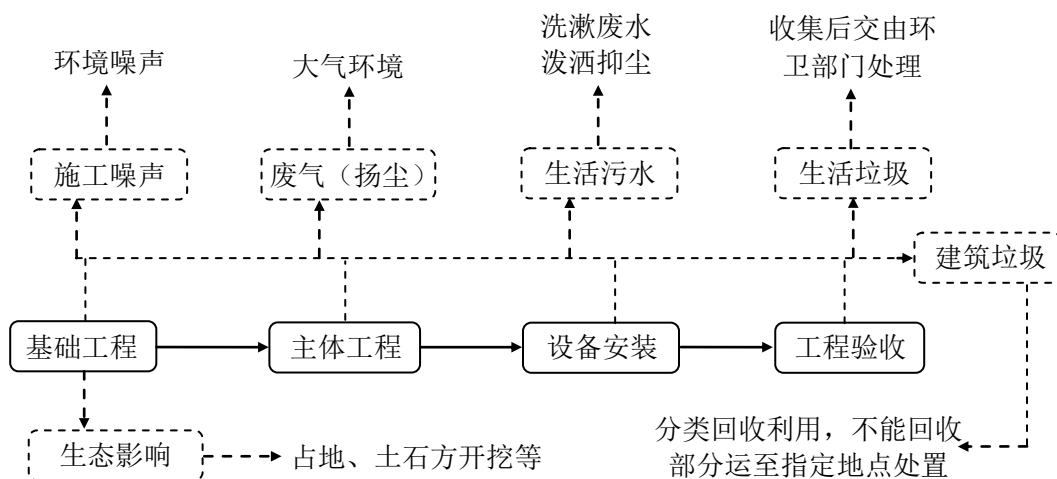 环境噪声
大气环境
洗漱废水
泼洒抑尘
收集后交由环
卫部门处理
施工噪声
废气（扬尘）
生活污水
生活垃圾
建筑垃圾
基础工程
主体工程
设备安装
工程验收
生态影响
占地、土石方开挖等
分类回收利用，不能回收
部分运至指定地点处置